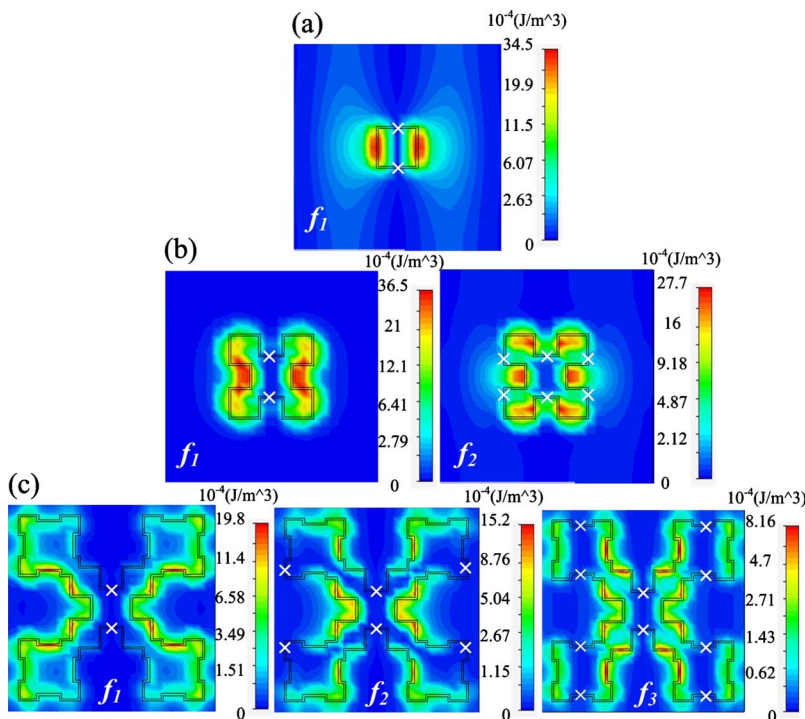 (a)
10^-4(J/m^3)
34.5
19.9
11.5
6.07
2.63
0
f1
(b)
10^-4(J/m^3)
36.5
21
12.1
6.41
2.79
0
f1
10^-4(J/m^3)
27.7
16
9.18
4.87
2.12
0
f2
(c)
10^-4(J/m^3)
19.8
11.4
6.58
3.49
1.51
0
f1
10^-4(J/m^3)
15.2
8.76
5.04
2.67
1.15
0
f2
10^-4(J/m^3)
8.16
4.7
2.71
1.43
0.62
0
f3